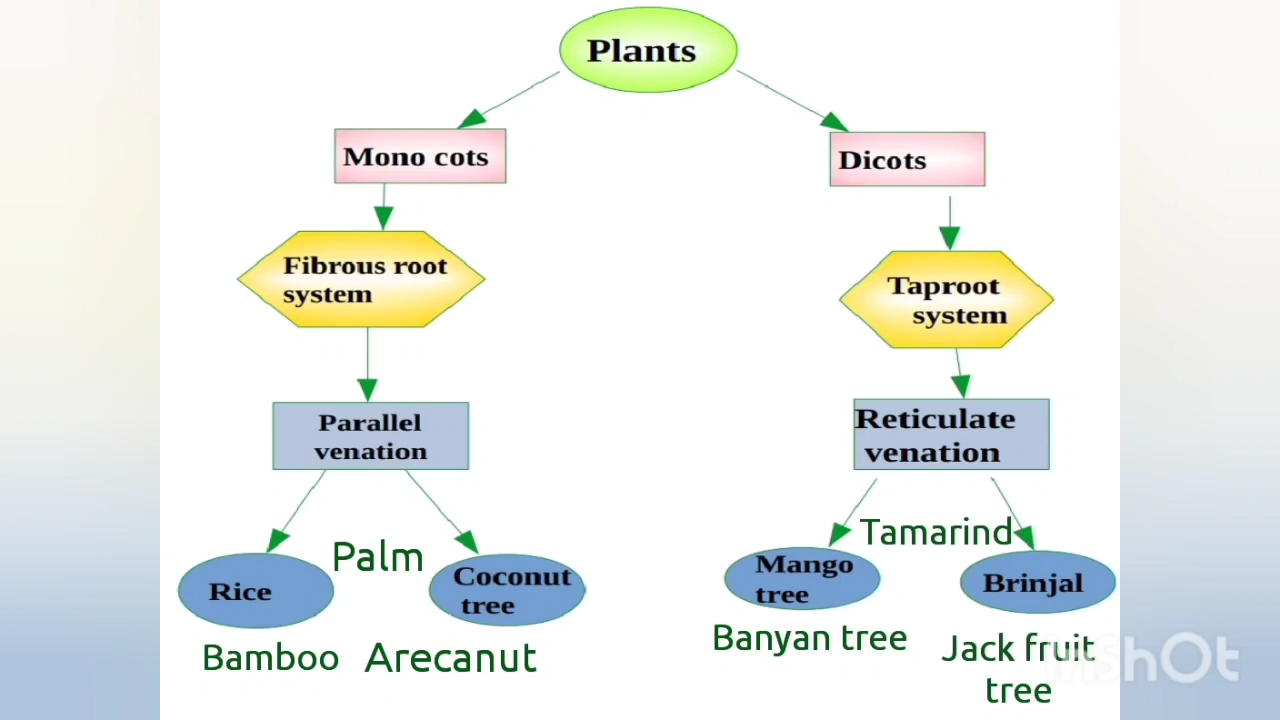 Plants
Mono cots
Dicots
Fibrous root
system
Taproot
system
Parallel
venation
Reticulate
venation
Rice
Palm
Coconut
tree
Bamboo
Arecanut
Mango
tree
Tamarind
Brinjal
Banyan tree
Jack fruit
tree
InShOt